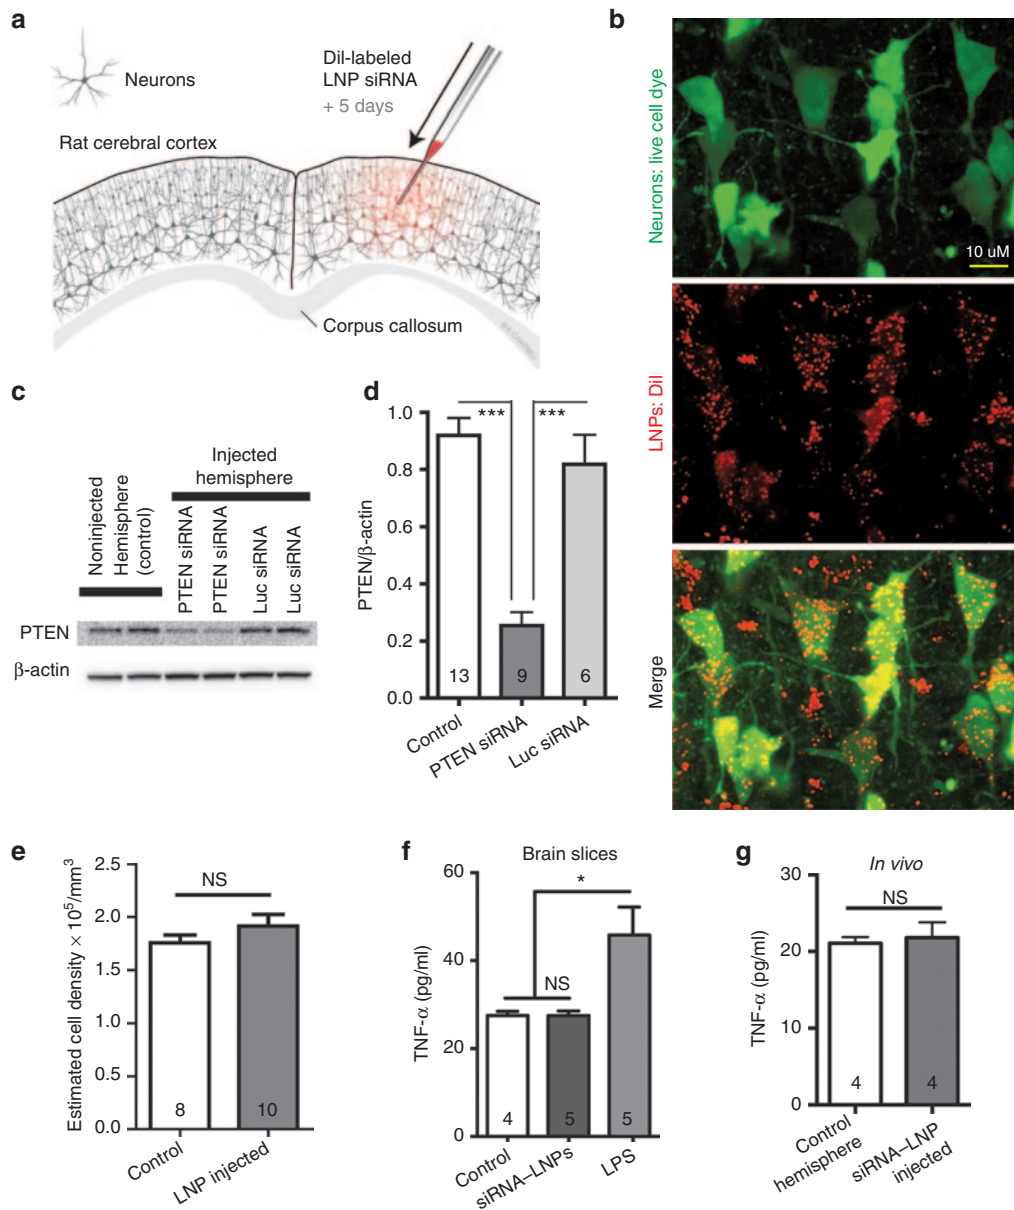 a
Neurons
Dil-labeled
LNP siRNA
+ 5 days
Rat cerebral cortex
Corpus callosum
b
Neurons: live cell dye
10 uM
LNPs: Dil
Merge
c
Noninjected
Hemisphere
(control)
Injected
hemisphere
PTEN siRNA
PTEN siRNA
Luc siRNA
Luc siRNA
PTEN
β-actin
d
PTEN/β-actin
1.0
0.8
0.6
0.4
0.2
0.0
*** ***
13 9 6
Control
PTEN siRNA
Luc siRNA
e
Estimated cell density × 10⁵/mm³
2.5
2.0
1.5
1.0
0.5
0.0
NS
8 10
Control
LNP injected
f
Brain slices
TNF-α (pg/ml)
60
40
20
0
*
NS
4 5 5
Control
siRNA–LNPs
LPS
g
In vivo
TNF-α (pg/ml)
30
20
10
0
NS
4 4
Control
hemisphere
siRNA–LNP
injected